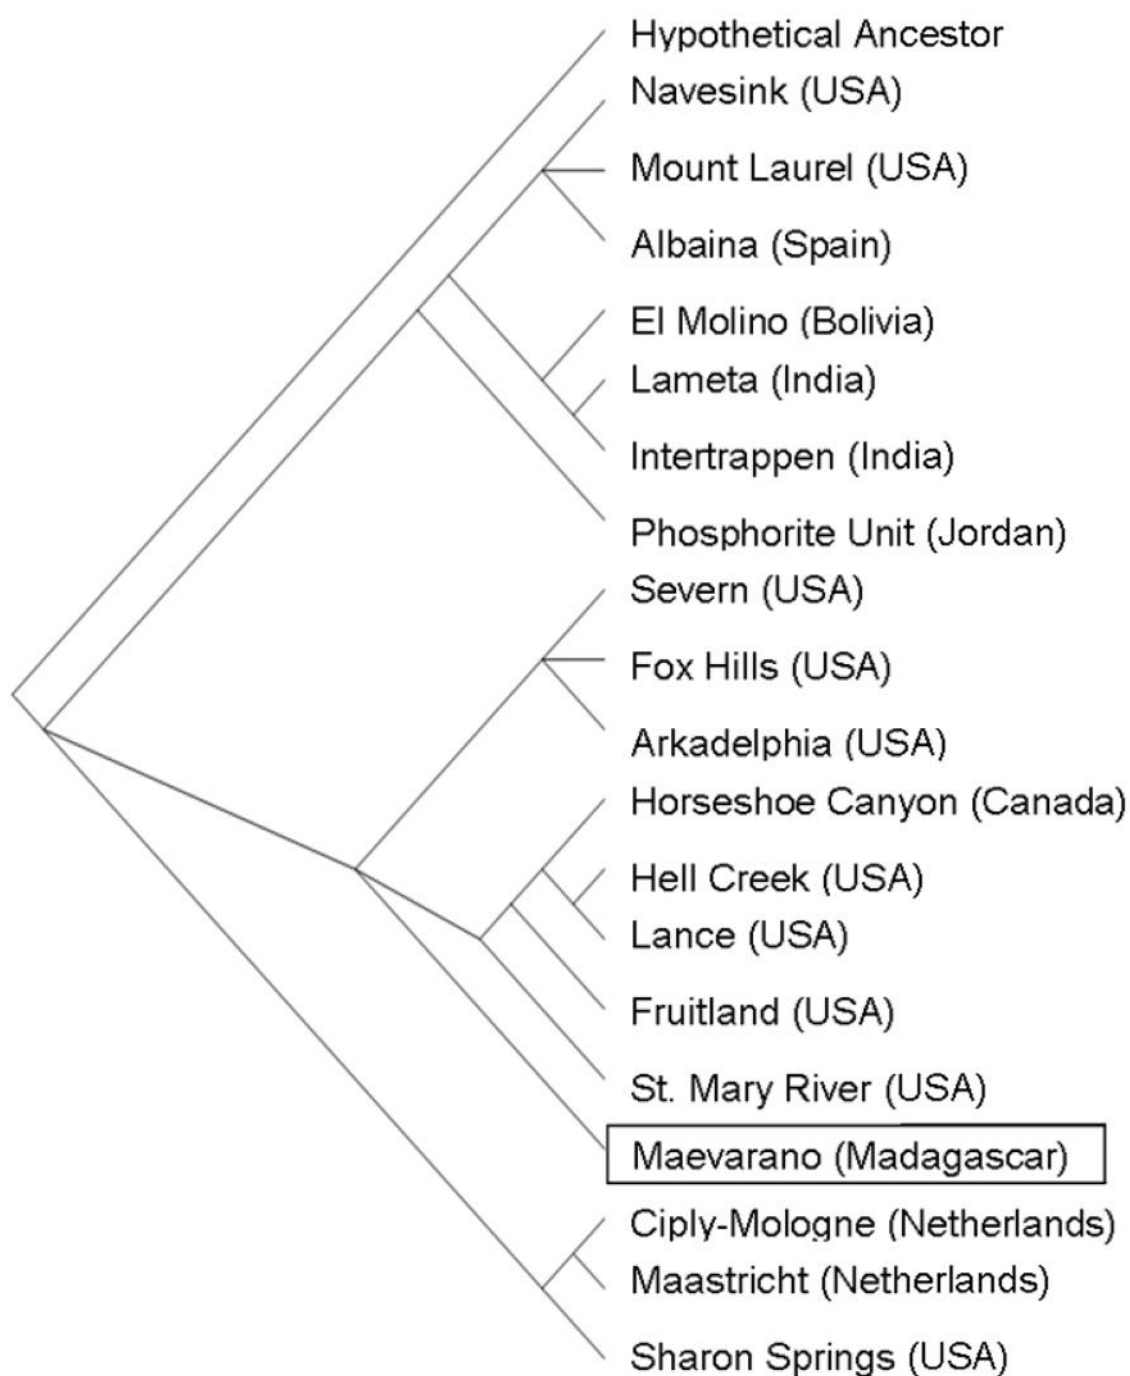 Hypothetical Ancestor
Navesink (USA)
Mount Laurel (USA)
Albaina (Spain)
El Molino (Bolivia)
Lameta (India)
Intertrappen (India)
Phosphorite Unit (Jordan)
Severn (USA)
Fox Hills (USA)
Arkadelphia (USA)
Horseshoe Canyon (Canada)
Hell Creek (USA)
Lance (USA)
Fruitland (USA)
St. Mary River (USA)
Maevarano (Madagascar)
Ciply-Mologne (Netherlands)
Maastricht (Netherlands)
Sharon Springs (USA)